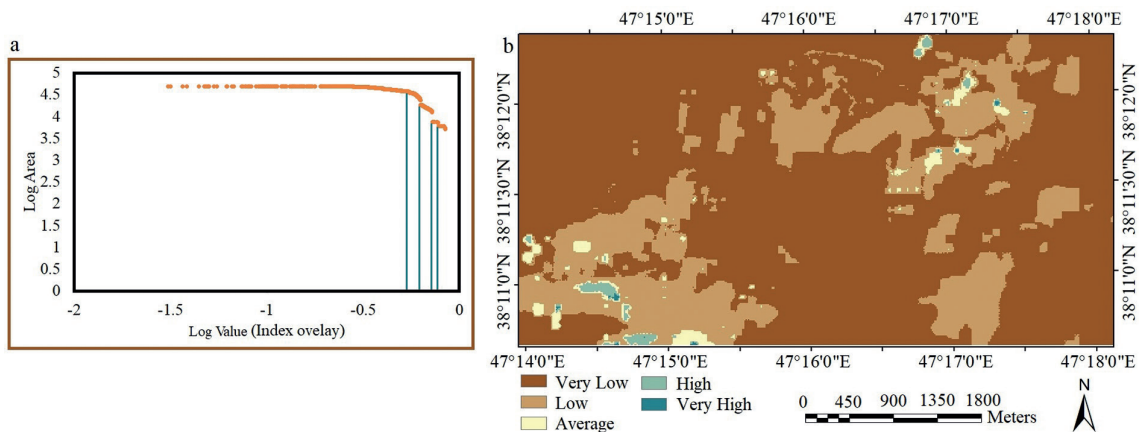 a
5
4.5
4
3.5
3
2.5
2
1.5
1
0.5
0
-2
-1.5
-1
-0.5
0
Log Area
Log Value (Index ovelay)
b
47°15'0"E
47°16'0"E
47°17'0"E
47°18'0"E
38°12'0"N
38°11'30"N
38°11'0"N
38°12'0"N
38°11'30"N
38°11'0"N
47°14'0"E
47°15'0"E
47°16'0"E
47°17'0"E
47°18'0"E
Very Low
Low
Average
High
Very High
0 450 900 1350 1800
Meters
N